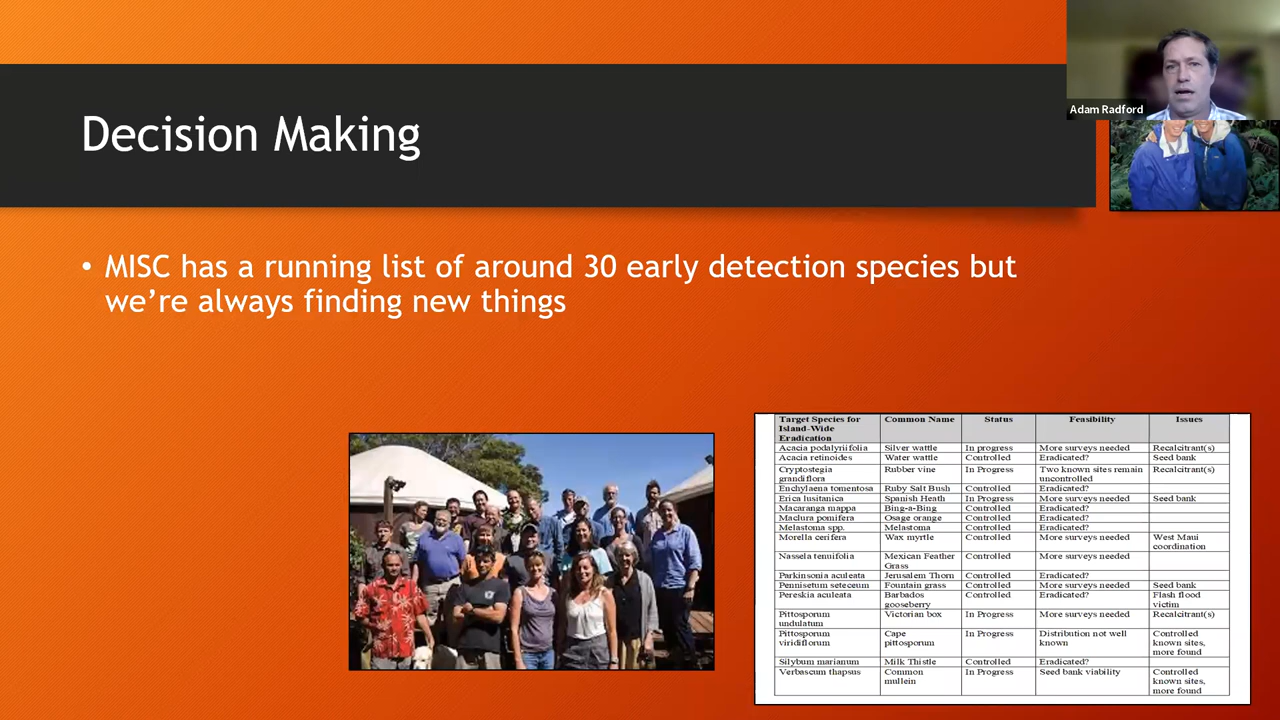 Adam Radford
Decision Making
• MISC has a running list of around 30 early detection species but
we’re always finding new things
Target Species for Island-Wide Eradication | Common Name | Status | Feasibility | Issues
Acacia podalyriifolia | Silver wattle | In progress | More surveys needed | Recalcitrant(s)
Acacia retinoides | Water wattle | Controlled | Eradicated? | Seed bank
Cryptostegia grandiflora | Rubber vine | In Progress | Two known sites remain uncontrolled | Recalcitrant(s)
Enchylaena tomentosa | Ruby Salt Bush | Controlled | Eradicated?
Erica lusitanica | Spanish Heath | In Progress | More surveys needed | Seed bank
Macaranga mappa | Bing-a-Bing | Controlled | Eradicated?
Maclura pomifera | Osage orange | Controlled | Eradicated?
Melastoma spp. | Melastoma | Controlled | Eradicated?
Morella cerifera | Wax myrtle | Controlled | More surveys needed | West Maui coordination
Nassela tenuifolia | Mexican Feather Grass | Controlled | More surveys needed
Parkinsonia aculeata | Jerusalem Thorn | Controlled | Eradicated?
Pennisetum seteceum | Fountain grass | Controlled | More surveys needed | Seed bank
Pereskia aculeata | Barbados gooseberry | Controlled | Eradicated? | Flash flood victim
Pittosporum undulatum | Victorian box | In Progress | More surveys needed | Recalcitrant(s)
Pittosporum viridiflorum | Cape pittosporum | In Progress | Distribution not well known | Controlled known sites, more found
Silybum marianum | Milk Thistle | Controlled | Eradicated?
Verbascum thapsus | Common mullein | In Progress | Seed bank viability | Controlled known sites, more found